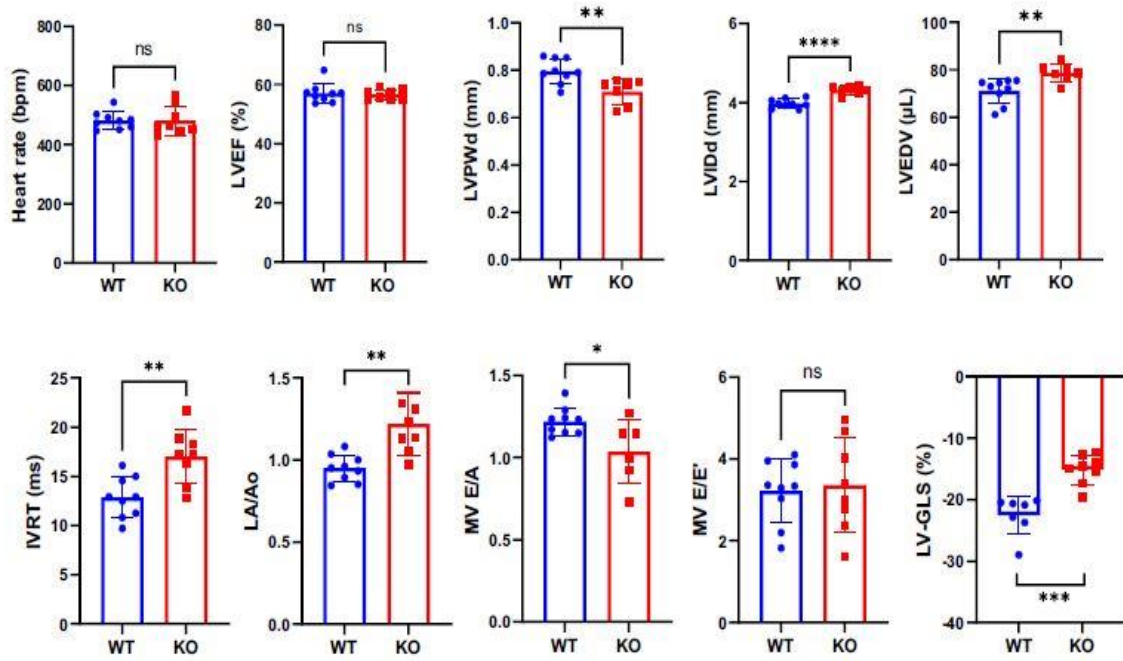 Heart rate (bpm)
800
600
400
200
0
ns
WT
KO
LVEF (%)
80
60
40
20
0
ns
WT
KO
LVPWd (mm)
1.0
0.8
0.6
0.4
0.2
0.0
**
WT
KO
LVIDd (mm)
6
4
2
0
****
WT
KO
LVEDV (µL)
100
80
60
40
20
0
**
WT
KO
IVRT (ms)
25
20
15
10
5
0
**
WT
KO
LA/Ao
1.5
1.0
0.5
0.0
**
WT
KO
MV E/A
1.5
1.0
0.5
0.0
*
WT
KO
MV E/E'
6
4
2
0
ns
WT
KO
LV-GLS (%)
0
-10
-20
-30
-40
***
WT
KO